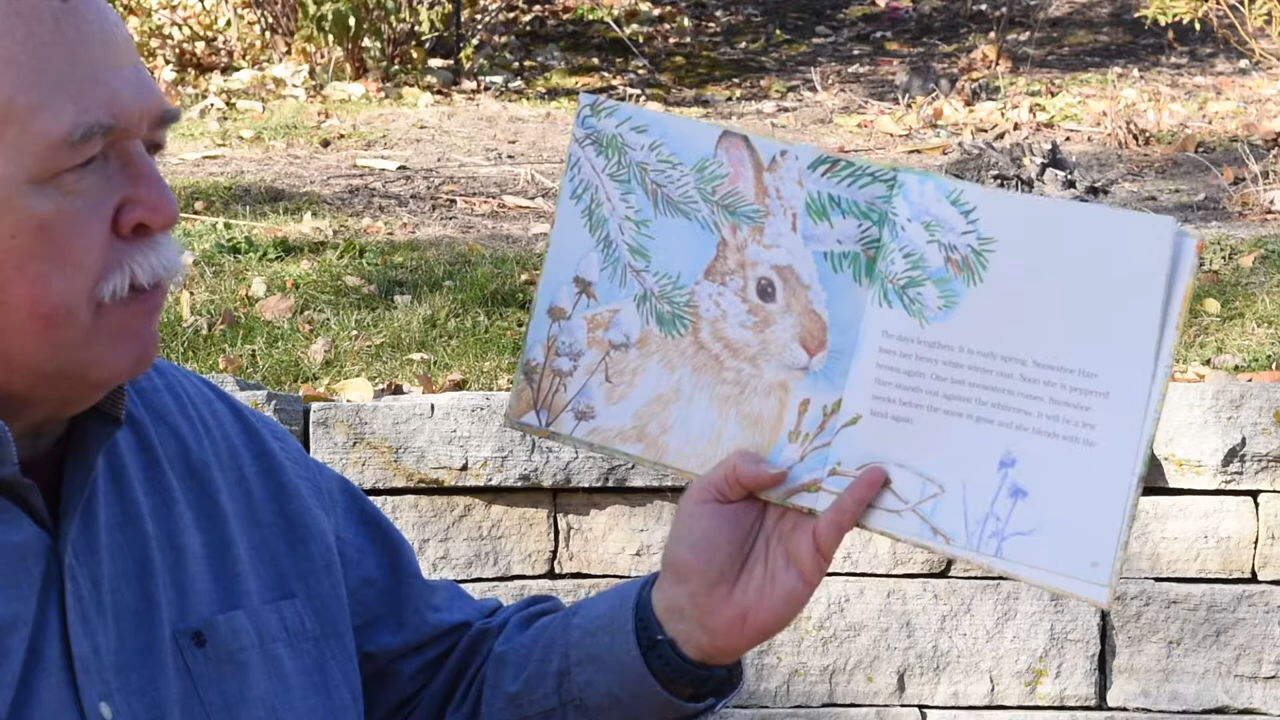 The days lengthen. It is early spring. Snowshoe Hare
loses her heavy white winter coat. Soon she is peppered
brown again. One last snowstorm comes. Snowshoe
Hare stands out against the whiteness. It will be a few
weeks before the snow is gone and she blends with the
land again.